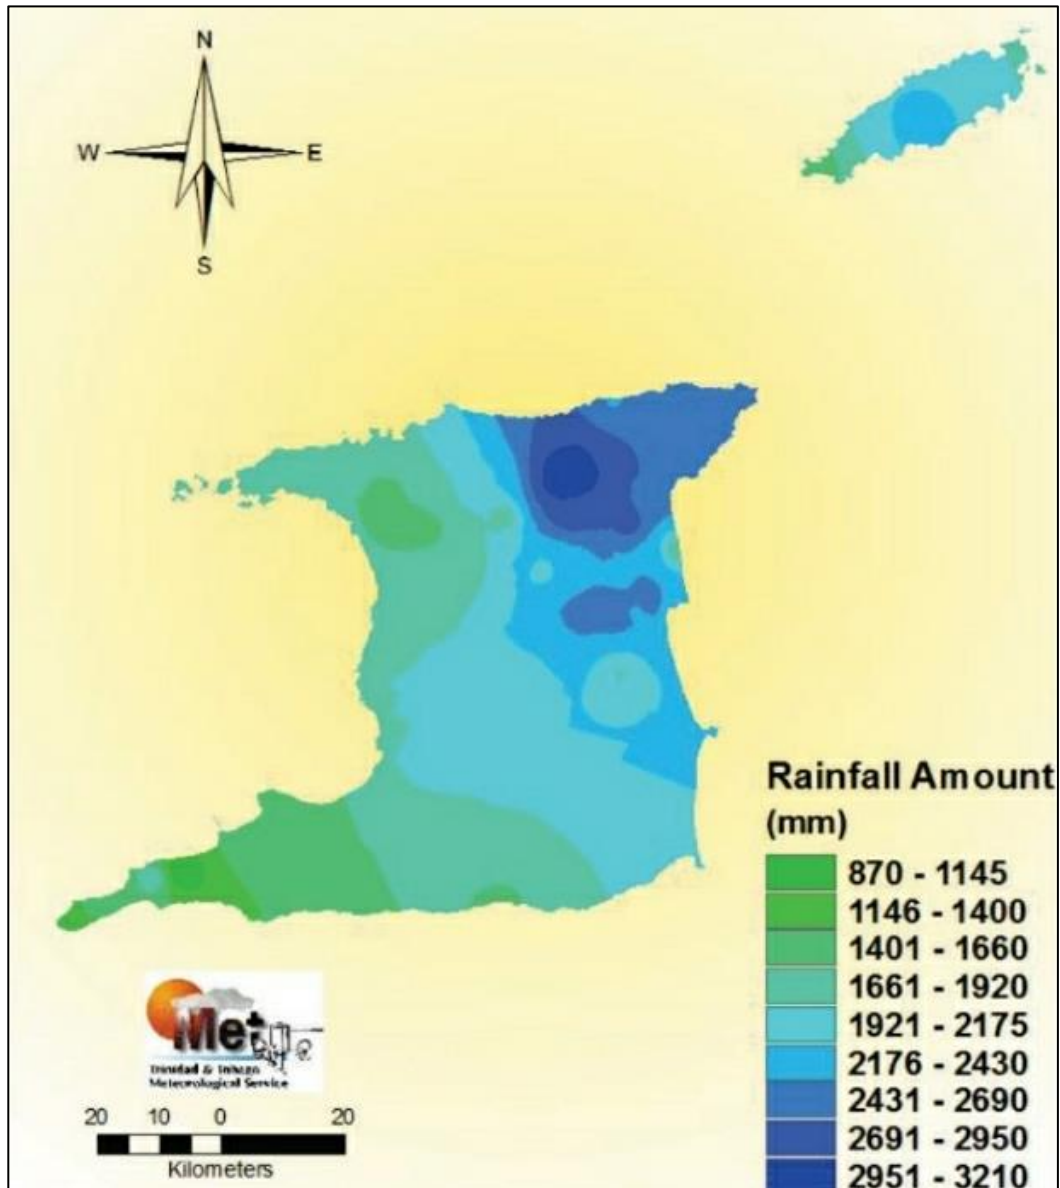 N
W E
S
Rainfall Amount
(mm)
870 - 1145
1146 - 1400
1401 - 1660
1661 - 1920
1921 - 2175
2176 - 2430
2431 - 2690
2691 - 2950
2951 - 3210
Met
Trinidad & Tobago
Meteorological Service
20 10 0 20
Kilometers